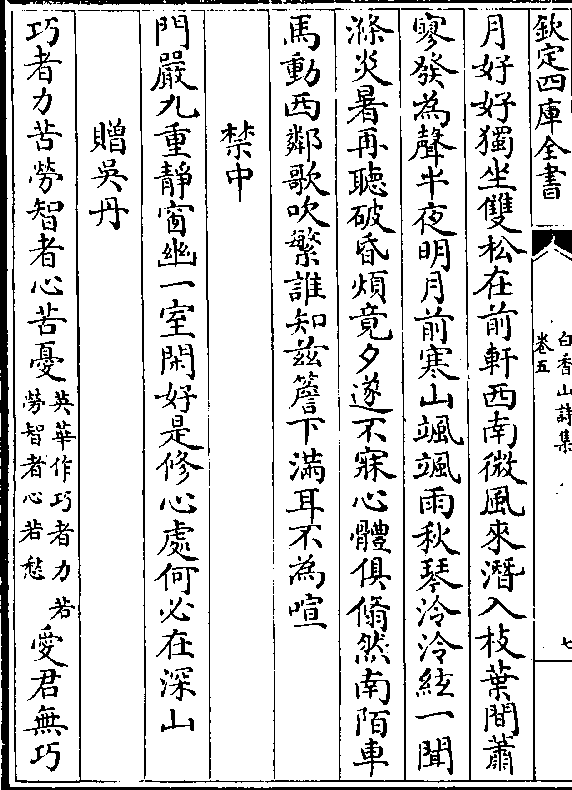 欽定四庫全書
白香山詩集
卷五
七
月好好獨坐雙松在前軒西南微風來潛入枝葉間蕭
寥發為聲半夜明月前寒山颯颯雨秋琴泠泠絃一聞
滌炎暑再聽破昏煩竟夕遂不寐心體俱翛然南陌車
馬動西鄰歌吹繁誰知兹簷下滿耳不為喧
禁中
門嚴九重靜窗幽一室閑好是修心處何必在深山
贈吳丹
巧者力苦勞智者心苦憂
英華作巧者力若
勞智者心若愁
愛君無巧